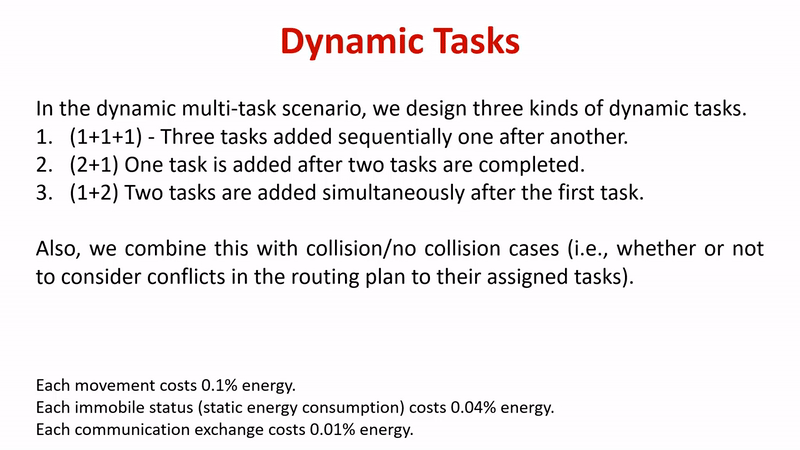 Dynamic Tasks
In the dynamic multi-task scenario, we design three kinds of dynamic tasks.
1. (1+1+1) - Three tasks added sequentially one after another.
2. (2+1) One task is added after two tasks are completed.
3. (1+2) Two tasks are added simultaneously after the first task.
Also, we combine this with collision/no collision cases (i.e., whether or not
to consider conflicts in the routing plan to their assigned tasks).
Each movement costs 0.1% energy.
Each immobile status (static energy consumption) costs 0.04% energy.
Each communication exchange costs 0.01% energy.